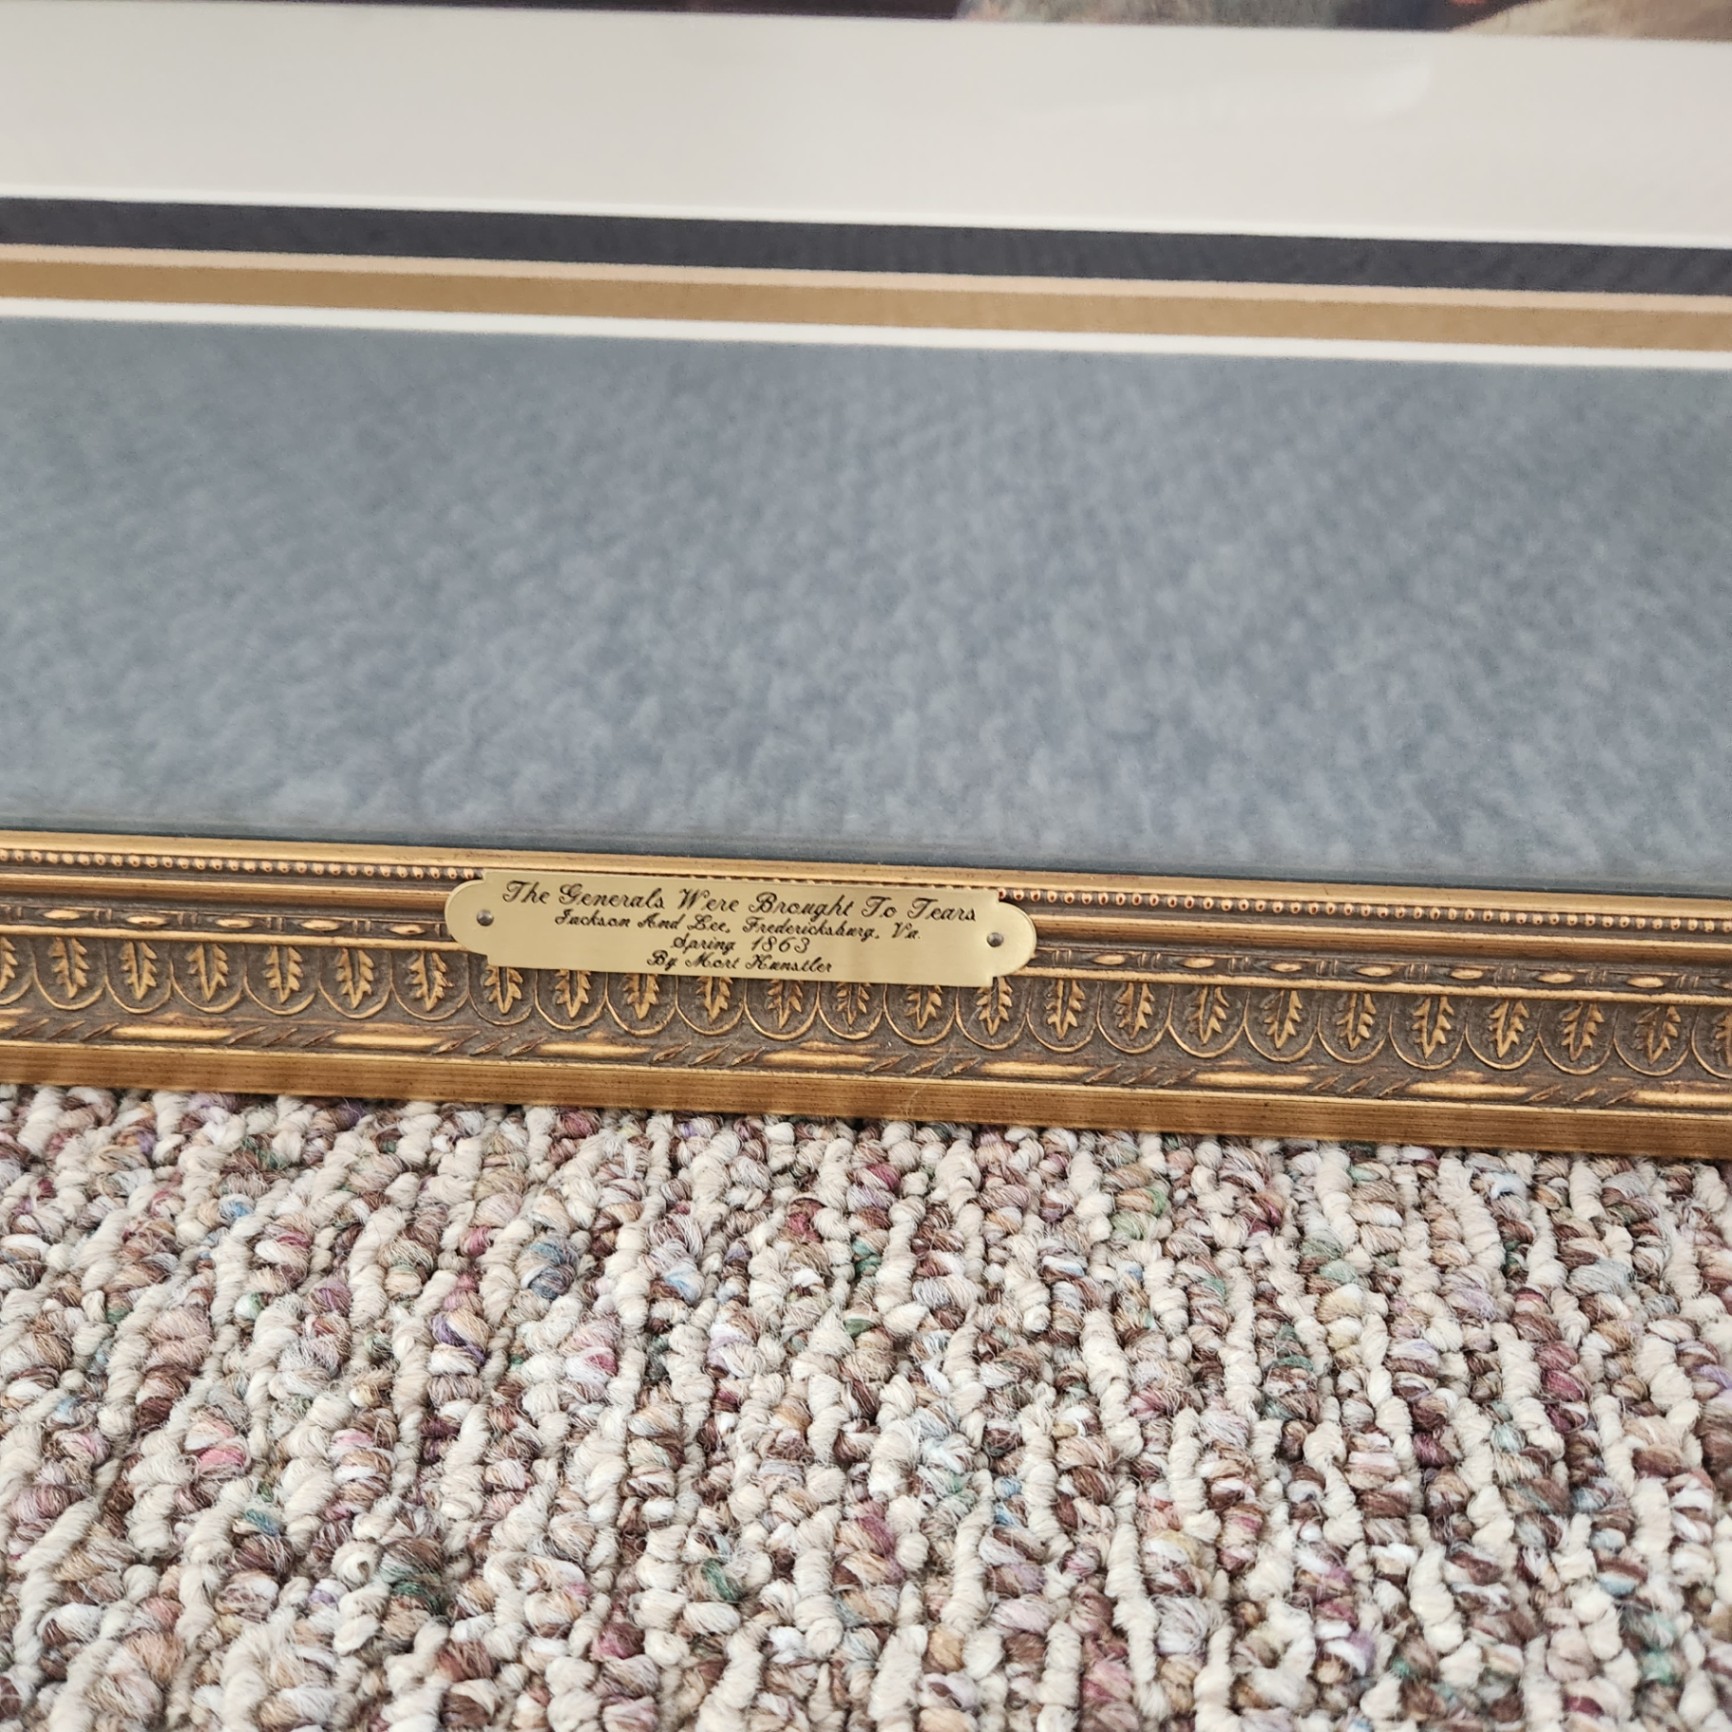 The Generals Were Brought To Tears
Jackson And Lee, Fredericksburg, Va.
Spring 1863
By Mort Kunstler